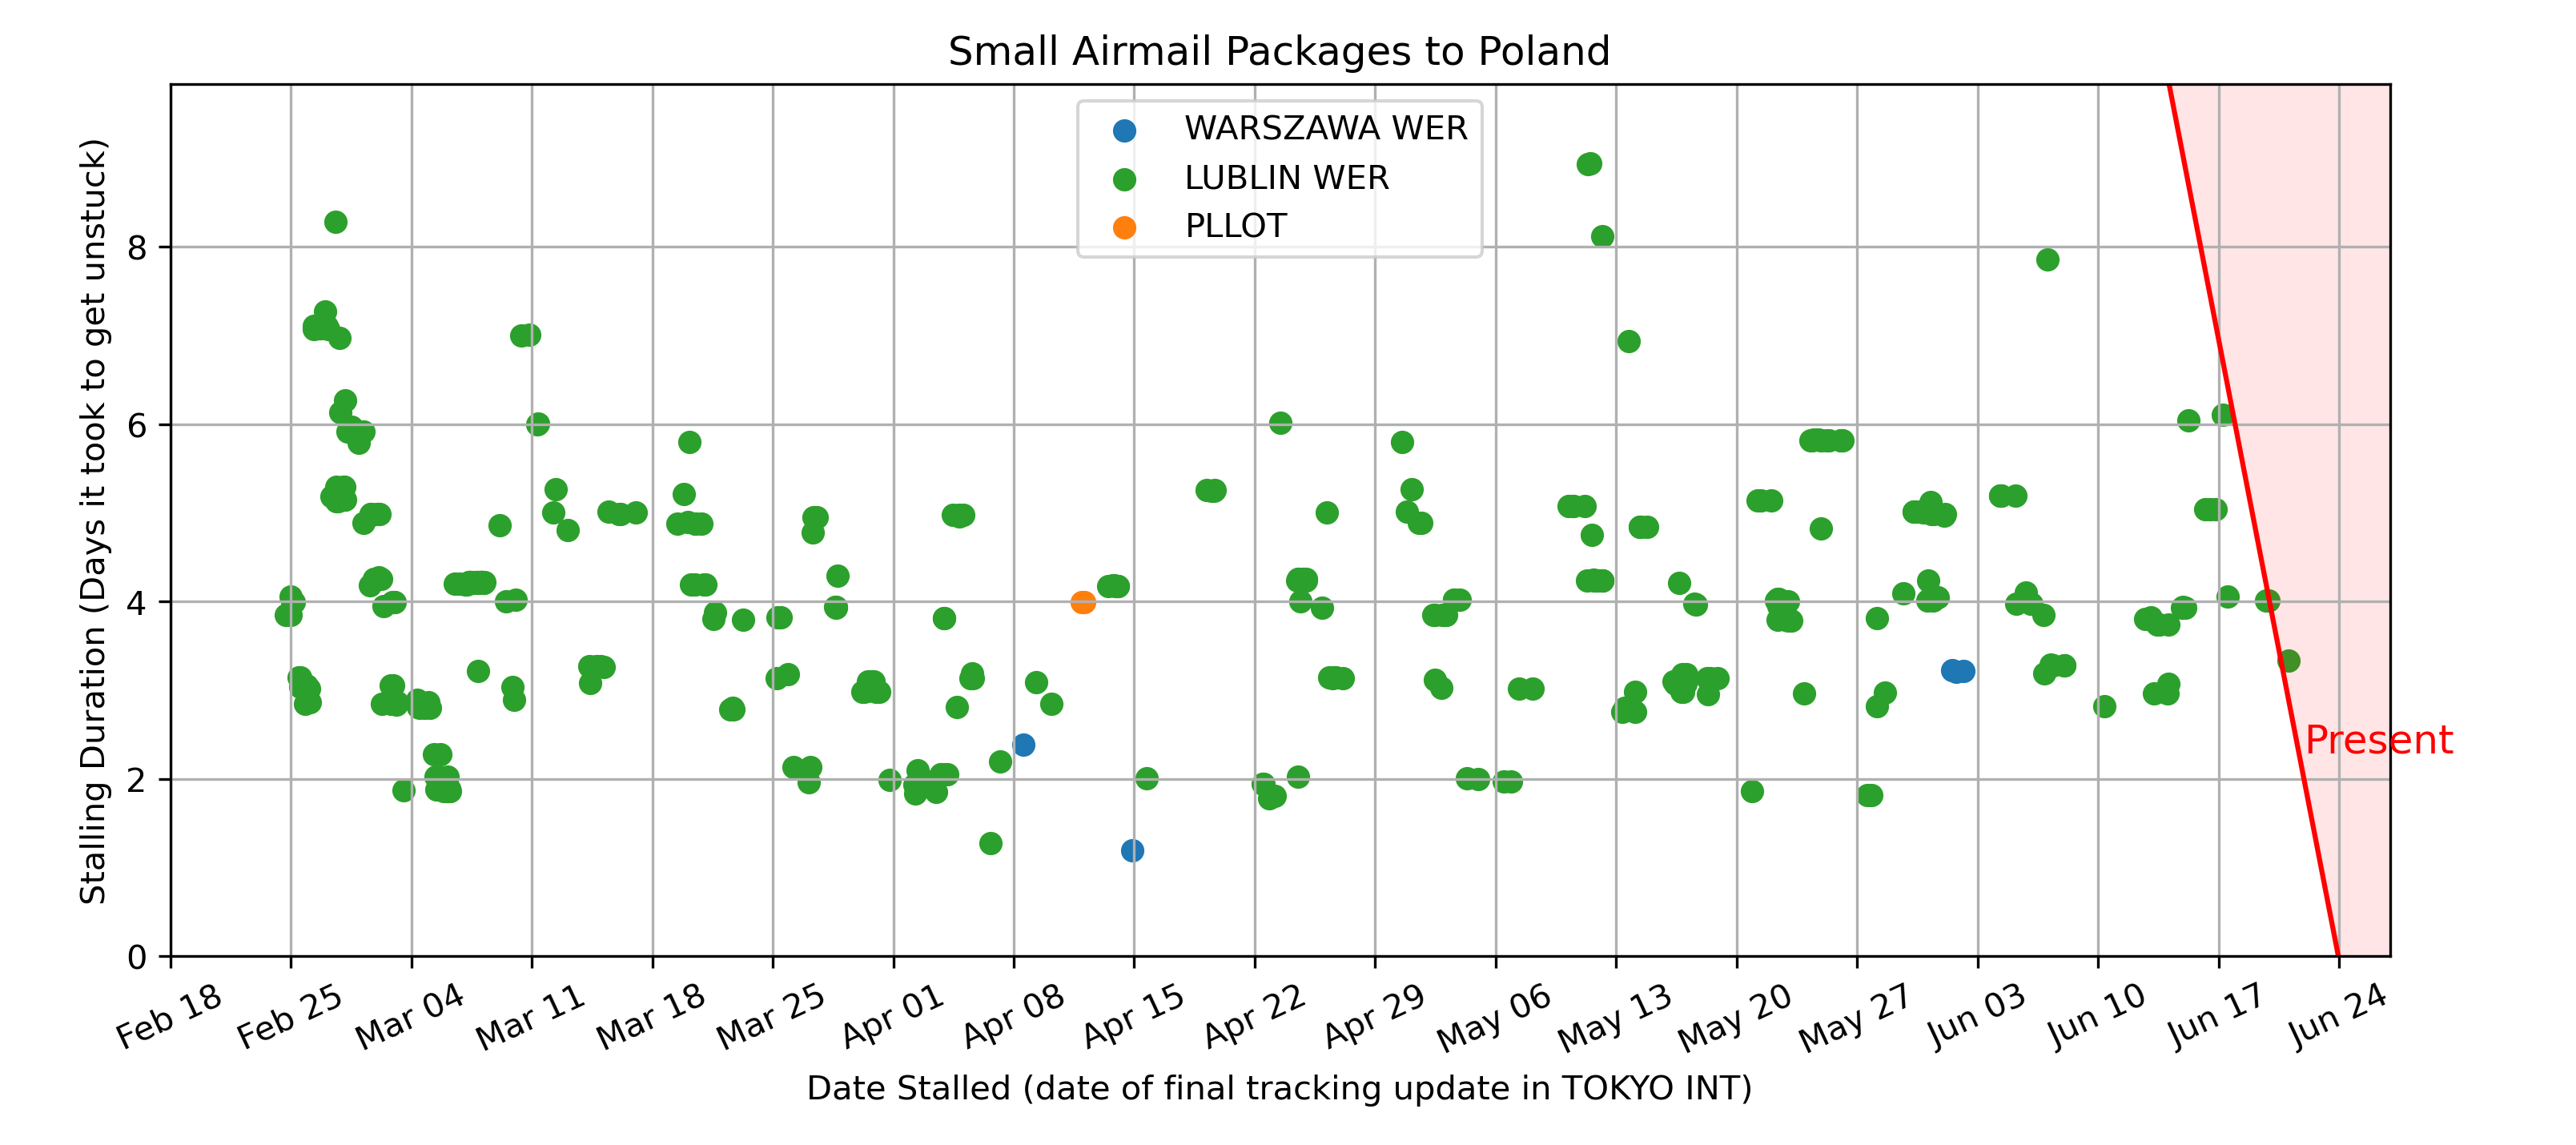 Small Airmail Packages to Poland
WARSZAWA WER
LUBLIN WER
PLLOT
Stalling Duration (Days it took to get unstuck)
8
6
4
2
0
Present
Feb 18
Feb 25
Mar 04
Mar 11
Mar 18
Mar 25
Apr 01
Apr 08
Apr 15
Apr 22
Apr 29
May 06
May 13
May 20
May 27
Jun 03
Jun 10
Jun 17
Jun 24
Date Stalled (date of final tracking update in TOKYO INT)